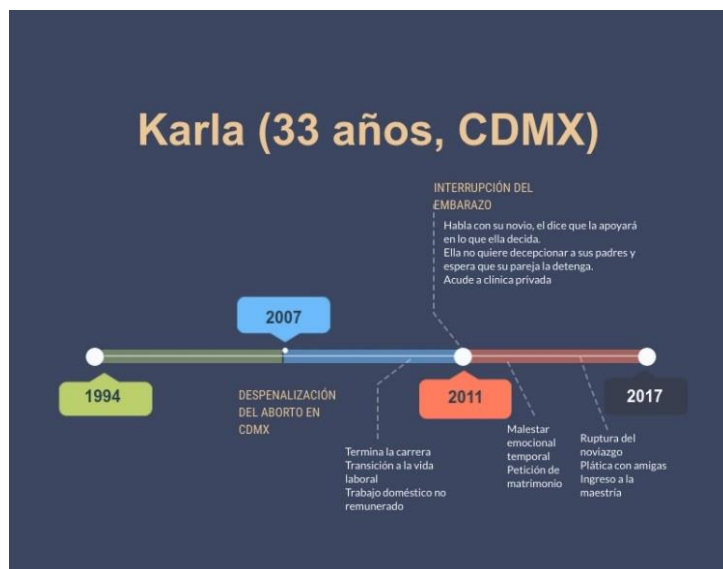 Karla (33 años, CDMX)
INTERRUPCIÓN DEL
EMBARAZO
Habla con su novio, el dice que la apoyará
en lo que ella decida.
Ella no quiere decepcionar a sus padres y
espera que su pareja la detenga.
Acude a clínica privada
2007
1994
DESPENALIZACIÓN
DEL ABORTO EN
CDMX
2011
2017
Termina la carrera
Transición a la vida
laboral
Trabajo doméstico no
remunerado
Malestar
emocional
temporal
Petición de
matrimonio
Ruptura del
noviazgo
Plática con amigas
Ingreso a la
maestría